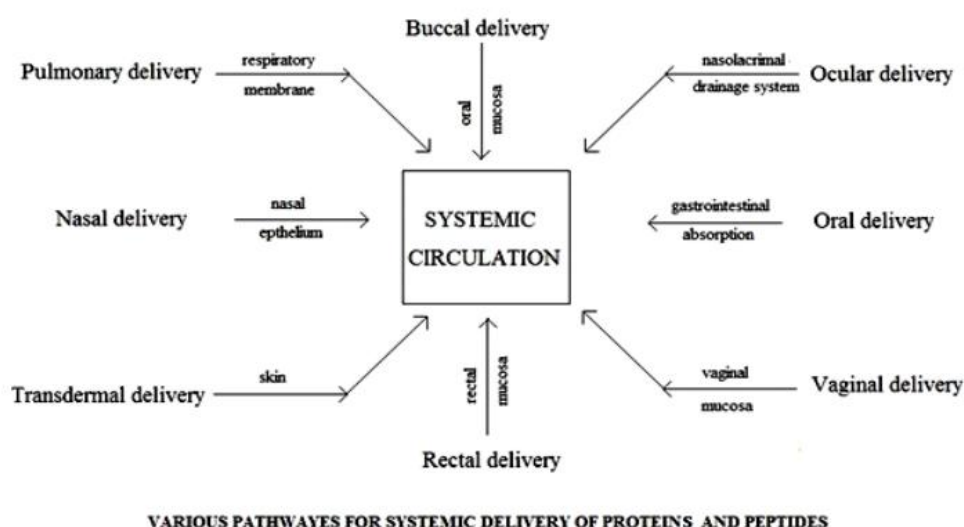 Buccal delivery
Pulmonary delivery
respiratory
membrane
oral
mucosa
nasolacrimal
drainage system
Ocular delivery
Nasal delivery
nasal
epthelium
SYSTEMIC
CIRCULATION
gastrointestinal
absorption
Oral delivery
Transdermal delivery
skin
rectal
mucosa
vaginal
mucosa
Vaginal delivery
Rectal delivery
VARIOUS PATHWAYES FOR SYSTEMIC DELIVERY OF PROTEINS AND PEPTIDES